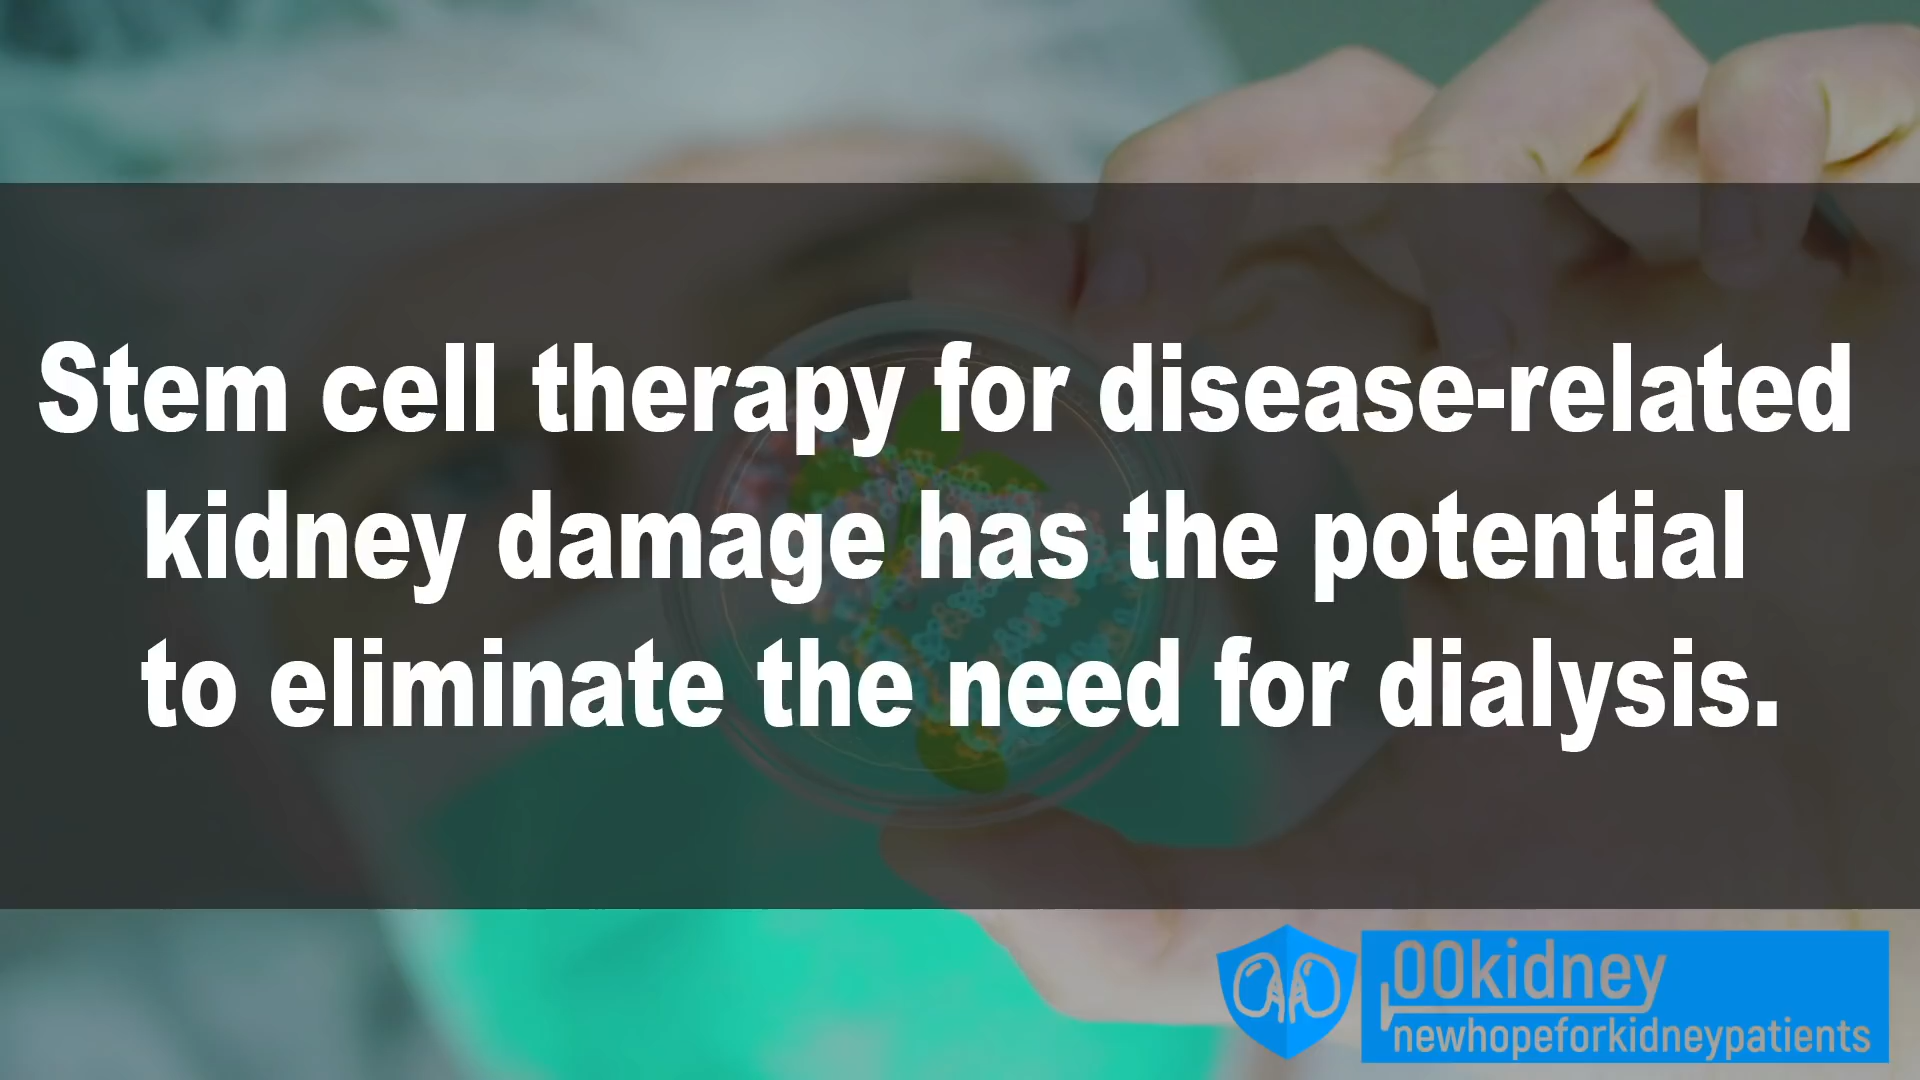 Stem cell therapy for disease-related
kidney damage has the potential
to eliminate the need for dialysis.
00kidney
newhopeforkidneypatients